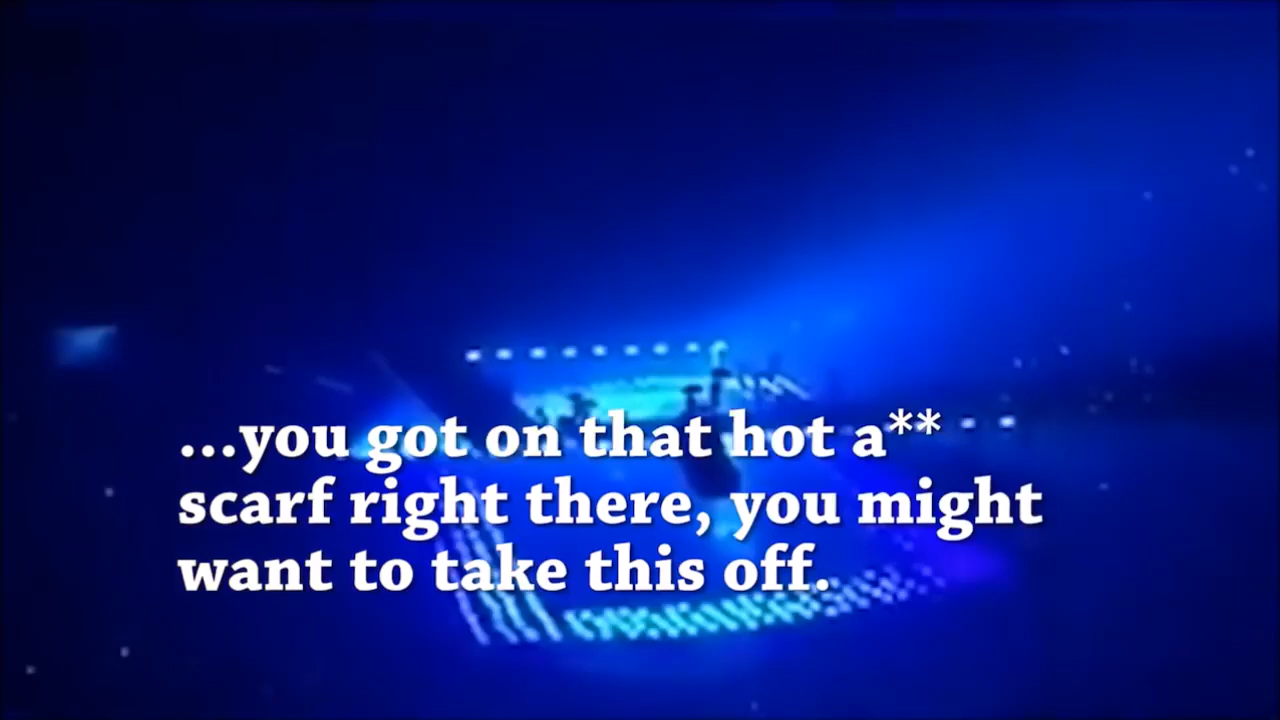 ...you got on that hot a**
scarf right there, you might
want to take this off.